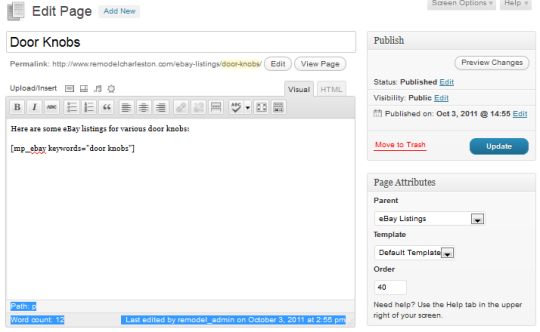 Screen Options Help
Edit Page Add New
Door Knobs
Permalink: http://www.remodelcharleston.com/ebay-listings/door-knobs/ Edit View Page
Upload/Insert Visual HTML
B I ABC ABC
Here are some eBay listings for various door knobs:
[mp_ebay keywords="door knobs"]
Path: p
Word count: 12 Last edited by remodel_admin on October 3, 2011 at 2:55 pm
Publish
Preview Changes
Status: Published Edit
Visibility: Public Edit
Published on: Oct 3, 2011 @ 14:55 Edit
Move to Trash Update
Page Attributes
Parent
eBay Listings
Template
Default Template
Order
40
Need help? Use the Help tab in the upper
right of your screen.